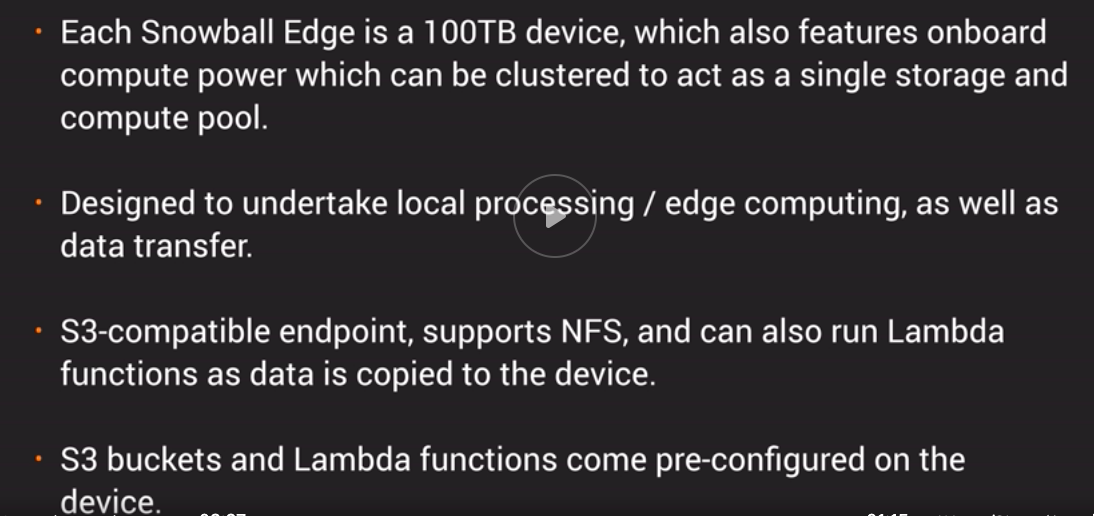 • Each Snowball Edge is a 100TB device, which also features onboard
compute power which can be clustered to act as a single storage and
compute pool.
• Designed to undertake local processing / edge computing, as well as
data transfer.
• S3-compatible endpoint, supports NFS, and can also run Lambda
functions as data is copied to the device.
• S3 buckets and Lambda functions come pre-configured on the
device.